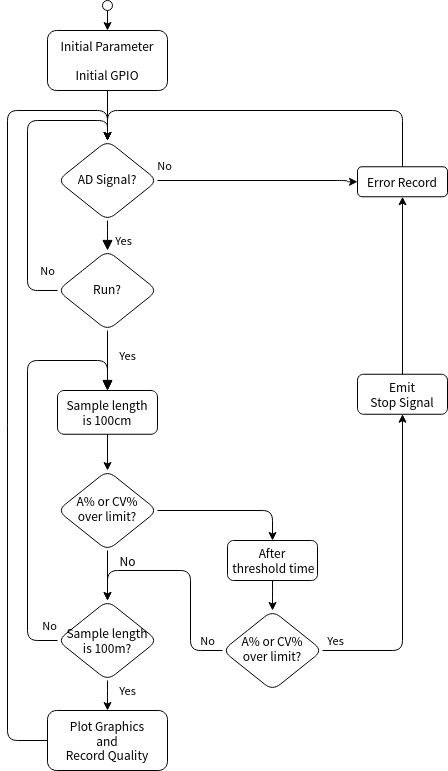 Initial Parameter
Initial GPIO
No
AD Signal?
Error Record
Yes
No
Run?
Yes
Emit
Stop Signal
Sample length
is 100cm
A% or CV%
over limit?
After
threshold time
No
No
Sample length
is 100m?
No
A% or CV%
over limit?
Yes
Yes
Plot Graphics
and
Record Quality